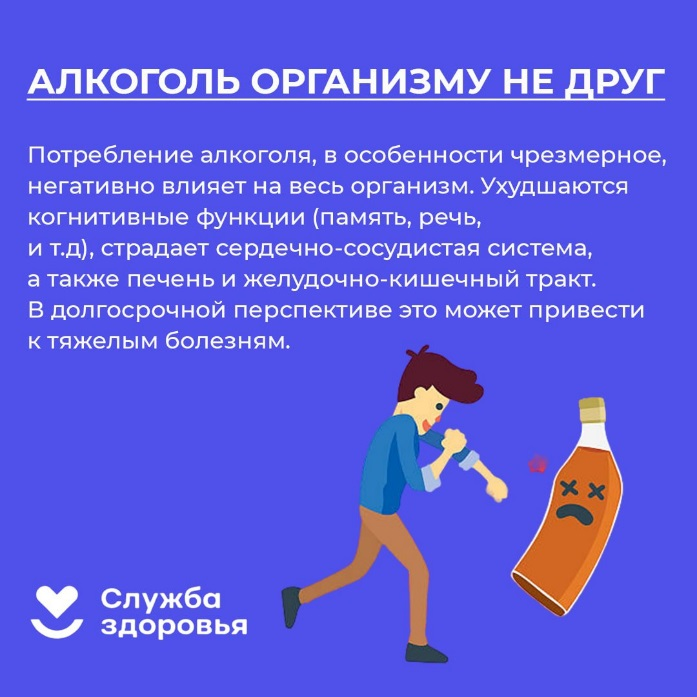 АЛКОГОЛЬ ОРГАНИЗМУ НЕ ДРУГ
Потребление алкоголя, в особенности чрезмерное,
негативно влияет на весь организм. Ухудшаются
когнитивные функции (память, речь,
и т.д), страдает сердечно-сосудистая система,
а также печень и желудочно-кишечный тракт.
В долгосрочной перспективе это может привести
к тяжелым болезням.
Служба
здоровья